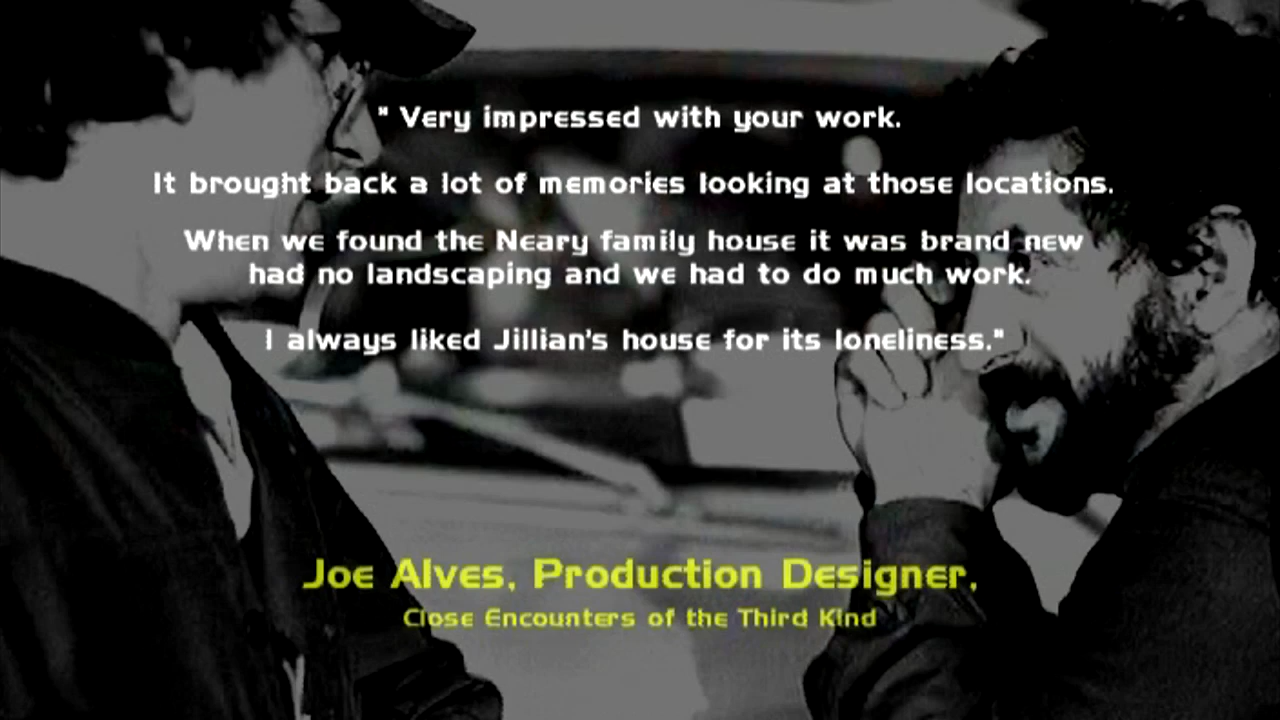 " Very impressed with your work.
It brought back a lot of memories looking at those locations.
When we found the Neary family house it was brand new
had no landscaping and we had to do much work.
I always liked Jillian's house for its loneliness."
Joe Alves, Production Designer,
Close Encounters of the Third Kind